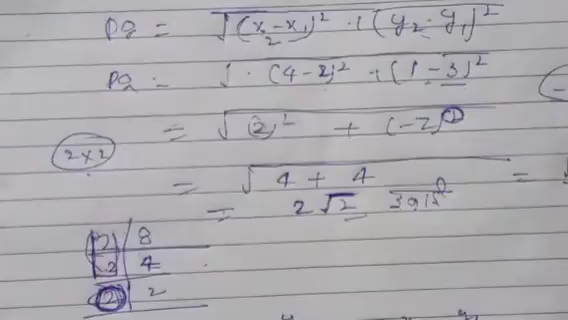 PQ = √(x₂-x₁)² + (y₂-y₁)²
PQ = √(4-2)² + (1-3)²
= √(2)² + (-2)²
2×2
= √4 + 4 =
= 2√2
2 | 8
2 | 4
2 | 2